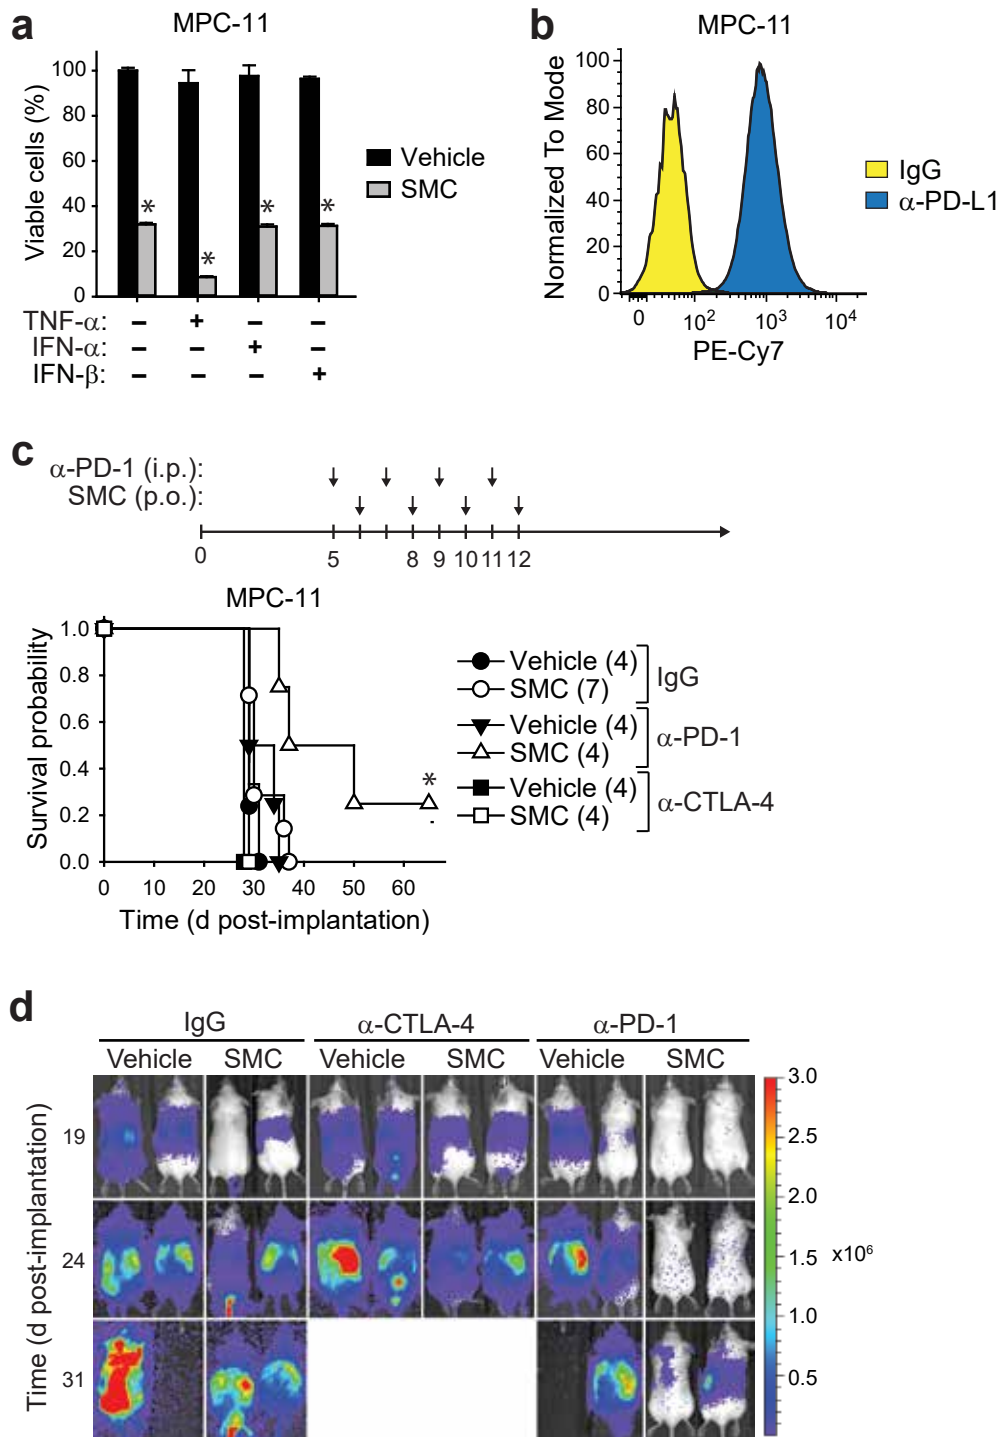 a
MPC-11
Viable cells (%)
100
80
60
40
20
0
*
*
*
*
Vehicle
SMC
TNF-α: – + – –
IFN-α: – – + –
IFN-β: – – – +
b
MPC-11
Normalized To Mode
100
80
60
40
20
0
0 10² 10³ 10⁴
PE-Cy7
IgG
α-PD-L1
c
α-PD-1 (i.p.):
SMC (p.o.):
0 5 8 9 10 11 12
MPC-11
Survival probability
1.0
0.8
0.6
0.4
0.2
0.0
*
0 10 20 30 40 50 60
Time (d post-implantation)
Vehicle (4)
SMC (7)
IgG
Vehicle (4)
SMC (4)
α-PD-1
Vehicle (4)
SMC (4)
α-CTLA-4
d
IgG α-CTLA-4 α-PD-1
Vehicle SMC Vehicle SMC Vehicle SMC
Time (d post-implantation)
19
24
31
3.0
2.5
2.0
1.5
1.0
0.5
x10⁶